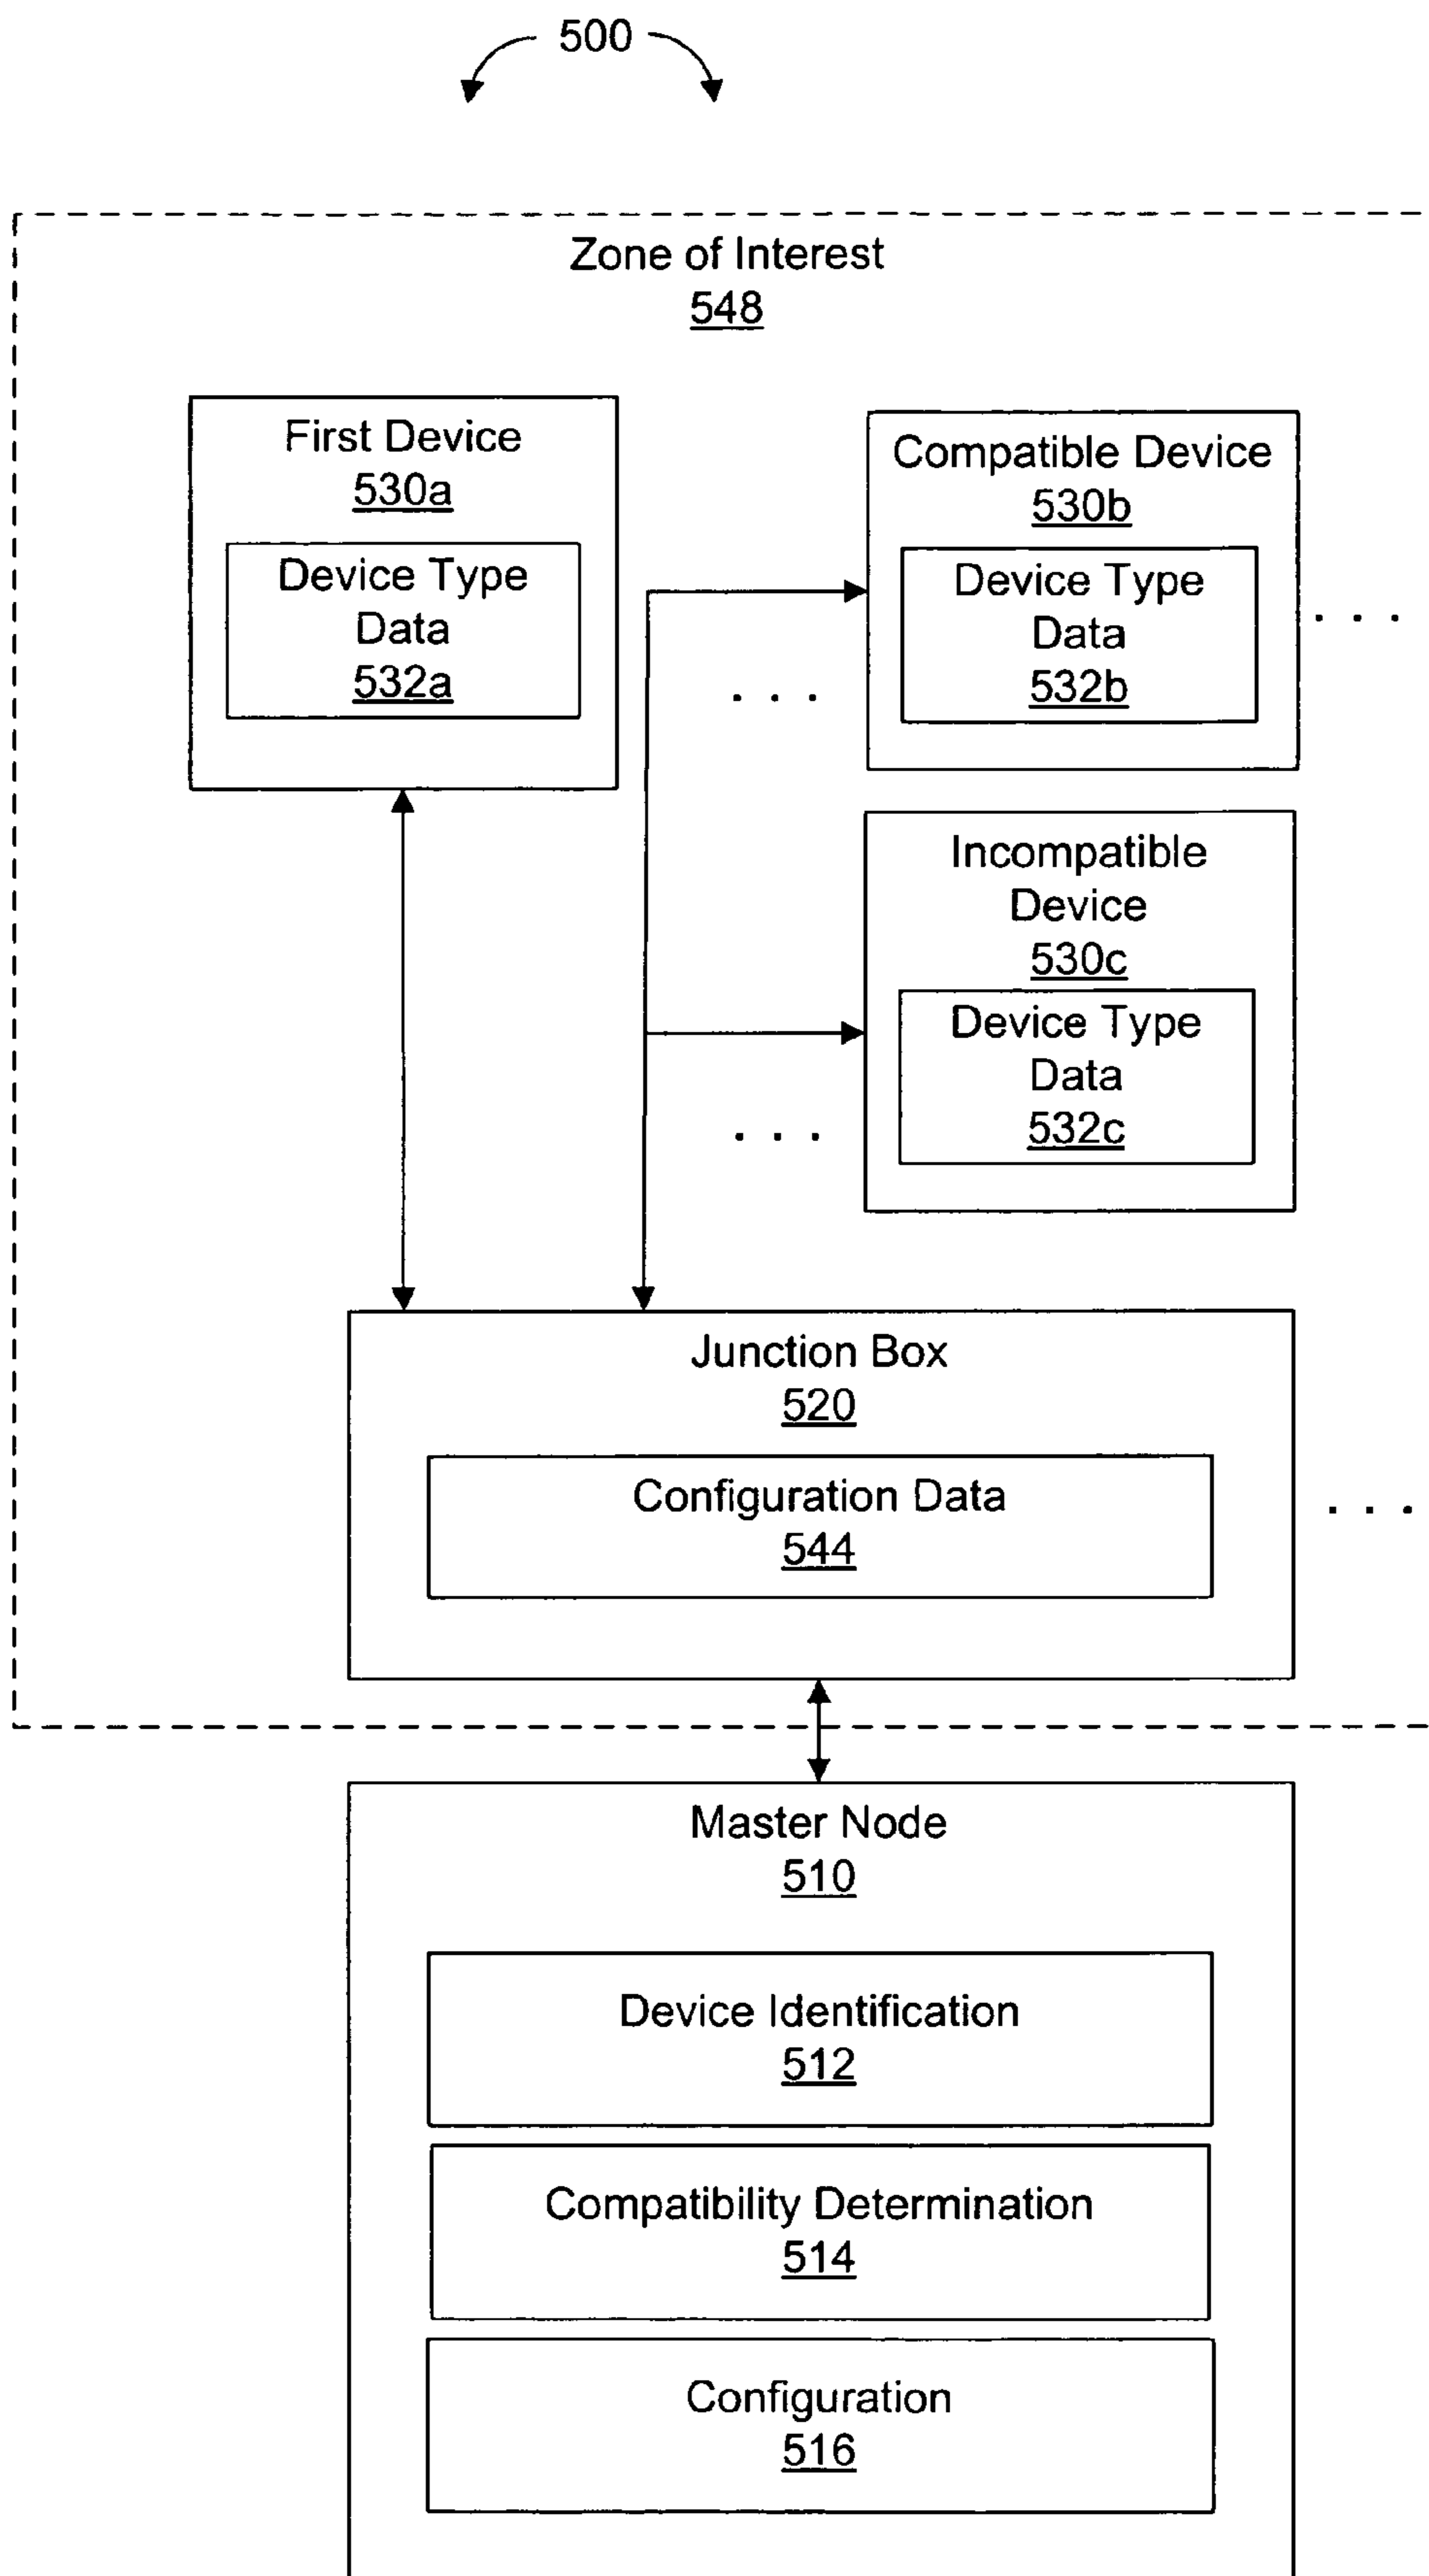 500
Zone of Interest
548
First Device
530a
Device Type
Data
532a
Compatible Device
530b
Device Type
Data
532b
. . .
. . .
Incompatible
Device
530c
Device Type
Data
532c
. . .
Junction Box
520
Configuration Data
544
. . .
Master Node
510
Device Identification
512
Compatibility Determination
514
Configuration
516